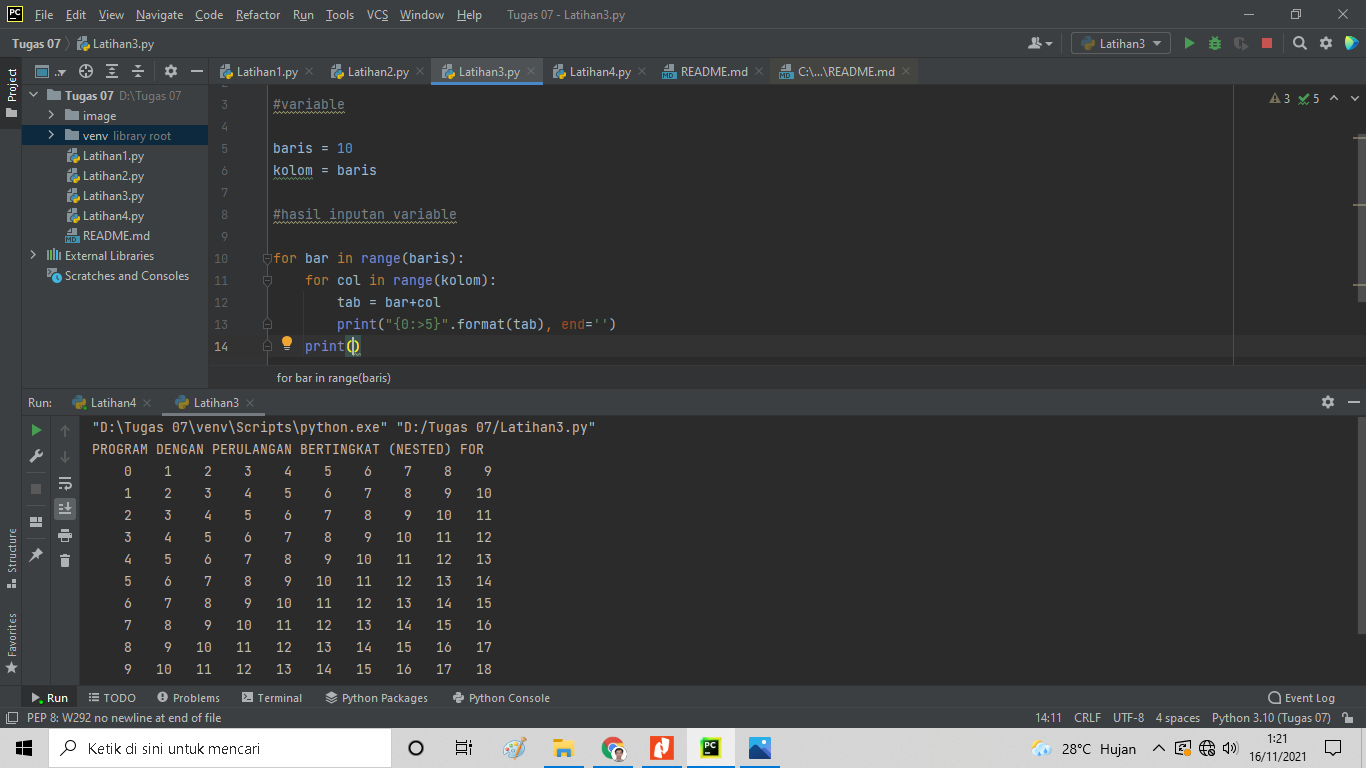 PC File Edit View Navigate Code Refactor Run Tools VCS Window Help Tugas 07 - Latihan3.py
Tugas 07 Latihan3.py Latihan3
Project
Latihan1.py Latihan2.py Latihan3.py Latihan4.py README.md C:\...\README.md
Tugas 07 D:\Tugas 07
image
venv library root
Latihan1.py
Latihan2.py
Latihan3.py
Latihan4.py
README.md
External Libraries
Scratches and Consoles
3 5
3 #variable
4
5 baris = 10
6 kolom = baris
7
8 #hasil inputan variable
9
10 for bar in range(baris):
11 for col in range(kolom):
12 tab = bar+col
13 print("{0:>5}".format(tab), end='')
14 print()
for bar in range(baris)
Run: Latihan4 Latihan3
"D:\Tugas 07\venv\Scripts\python.exe" "D:/Tugas 07/Latihan3.py"
PROGRAM DENGAN PERULANGAN BERTINGKAT (NESTED) FOR
0 1 2 3 4 5 6 7 8 9
1 2 3 4 5 6 7 8 9 10
2 3 4 5 6 7 8 9 10 11
3 4 5 6 7 8 9 10 11 12
4 5 6 7 8 9 10 11 12 13
5 6 7 8 9 10 11 12 13 14
6 7 8 9 10 11 12 13 14 15
7 8 9 10 11 12 13 14 15 16
8 9 10 11 12 13 14 15 16 17
9 10 11 12 13 14 15 16 17 18
Structure
Favorites
Run TODO Problems Terminal Python Packages Python Console Event Log
PEP 8: W292 no newline at end of file 14:11 CRLF UTF-8 4 spaces Python 3.10 (Tugas 07)
Ketik di sini untuk mencari PC 28°C Hujan 1:21
16/11/2021